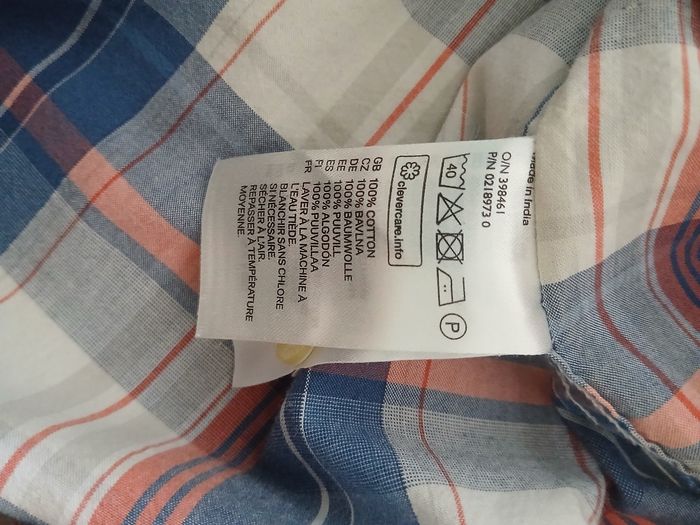 Made in India
O/N 398461
P/N 0218973 0
40
P
clevercare.info
GB 100% COTTON
CZ 100% BAVLNA
DE 100% BAUMWOLLE
EE 100% PUUVILL
ES 100% ALGODÓN
FI 100% PUUVILLAA
FR LAVER À LA MACHINE À
L'EAU TIÈDE.
BLANCHIR SANS CHLORE
SI NÉCESSAIRE.
SÉCHER À L'AIR.
REPASSER À TEMPÉRATURE
MOYENNE.